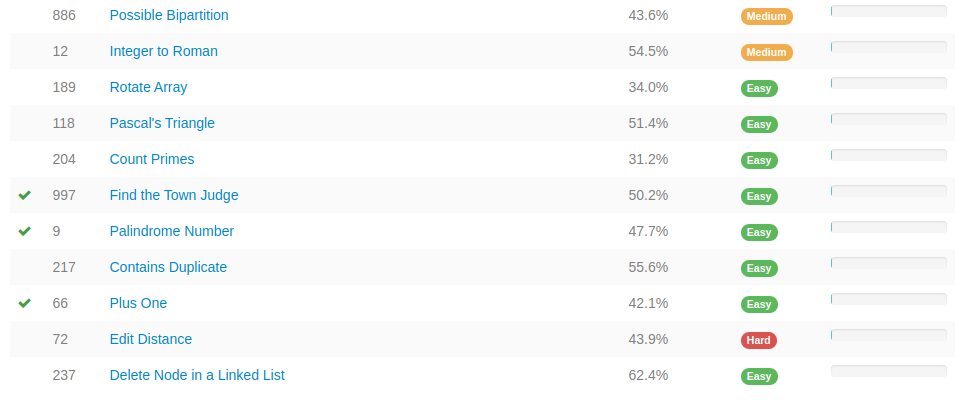 886 Possible Bipartition 43.6% Medium
12 Integer to Roman 54.5% Medium
189 Rotate Array 34.0% Easy
118 Pascal's Triangle 51.4% Easy
204 Count Primes 31.2% Easy
997 Find the Town Judge 50.2% Easy
9 Palindrome Number 47.7% Easy
217 Contains Duplicate 55.6% Easy
66 Plus One 42.1% Easy
72 Edit Distance 43.9% Hard
237 Delete Node in a Linked List 62.4% Easy